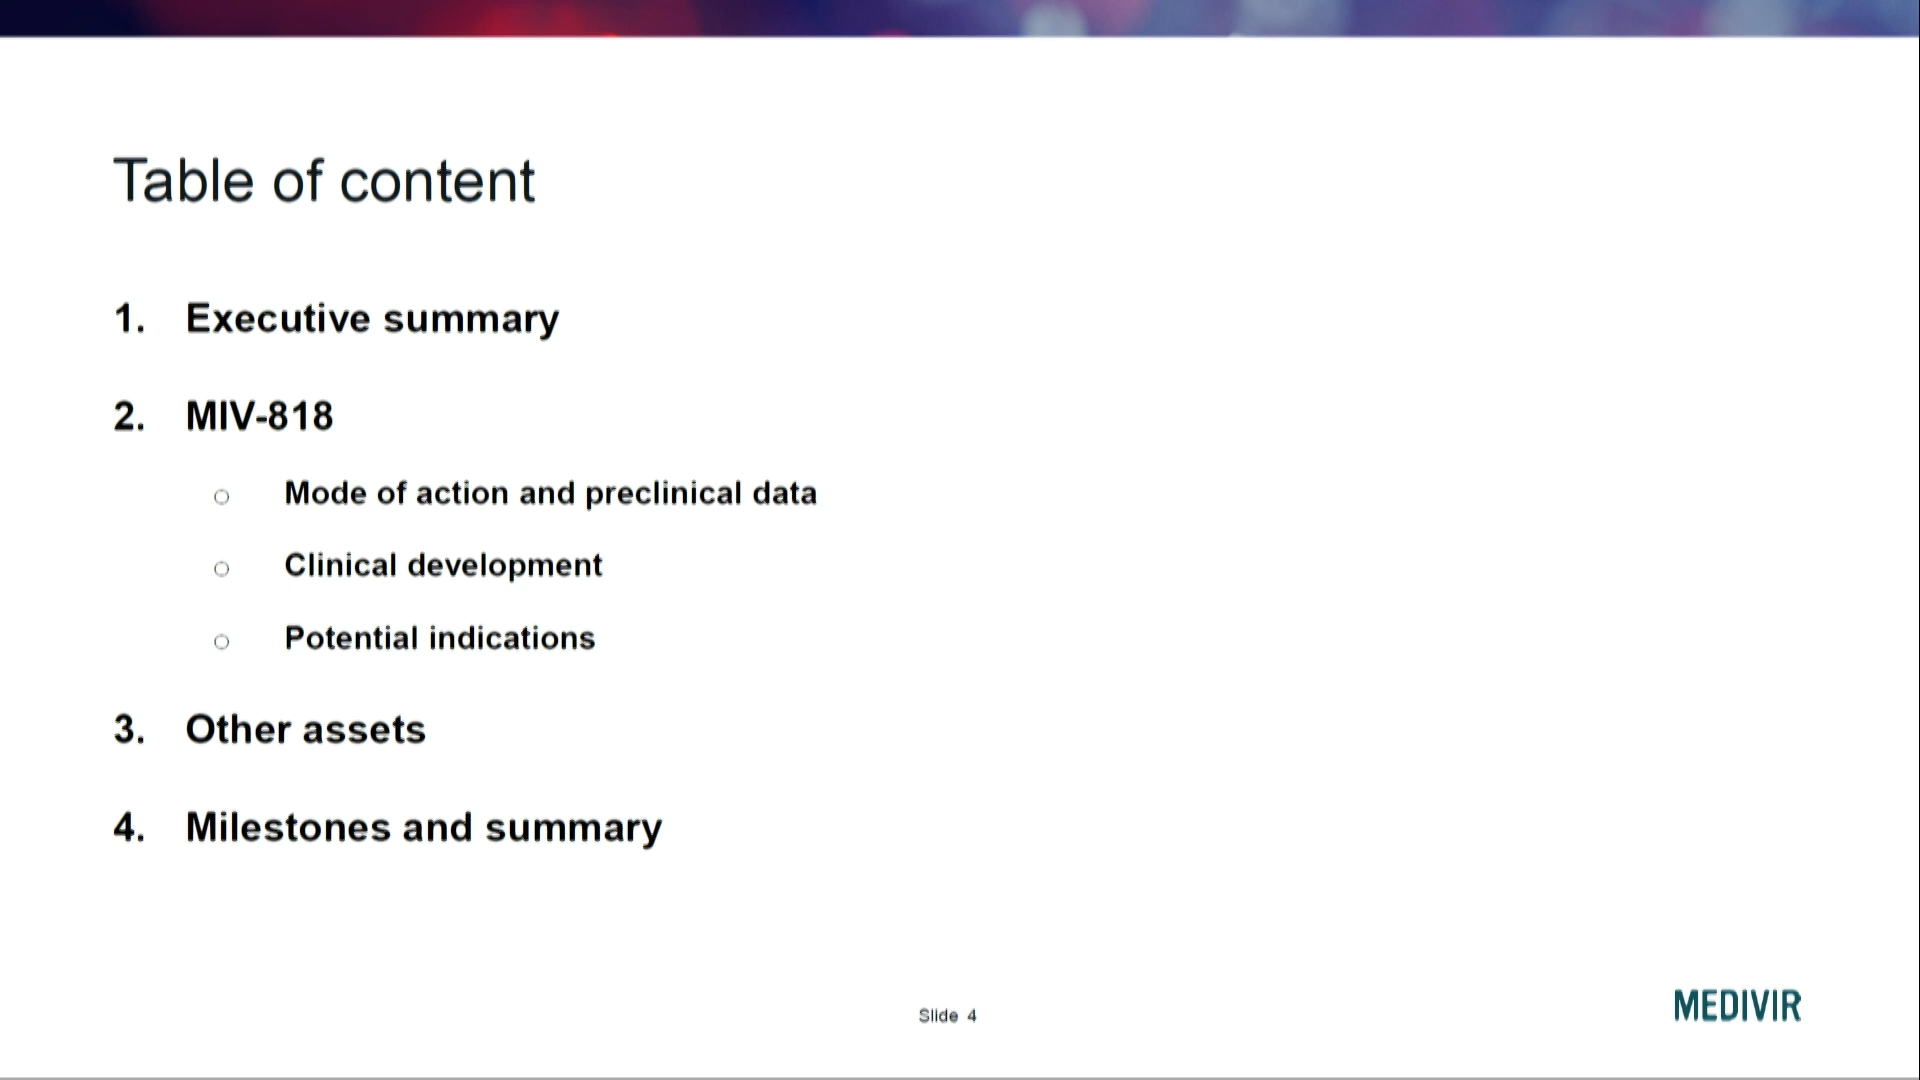 Table of content
1. Executive summary
2. MIV-818
○ Mode of action and preclinical data
○ Clinical development
○ Potential indications
3. Other assets
4. Milestones and summary
Slide 4
MEDIVIR